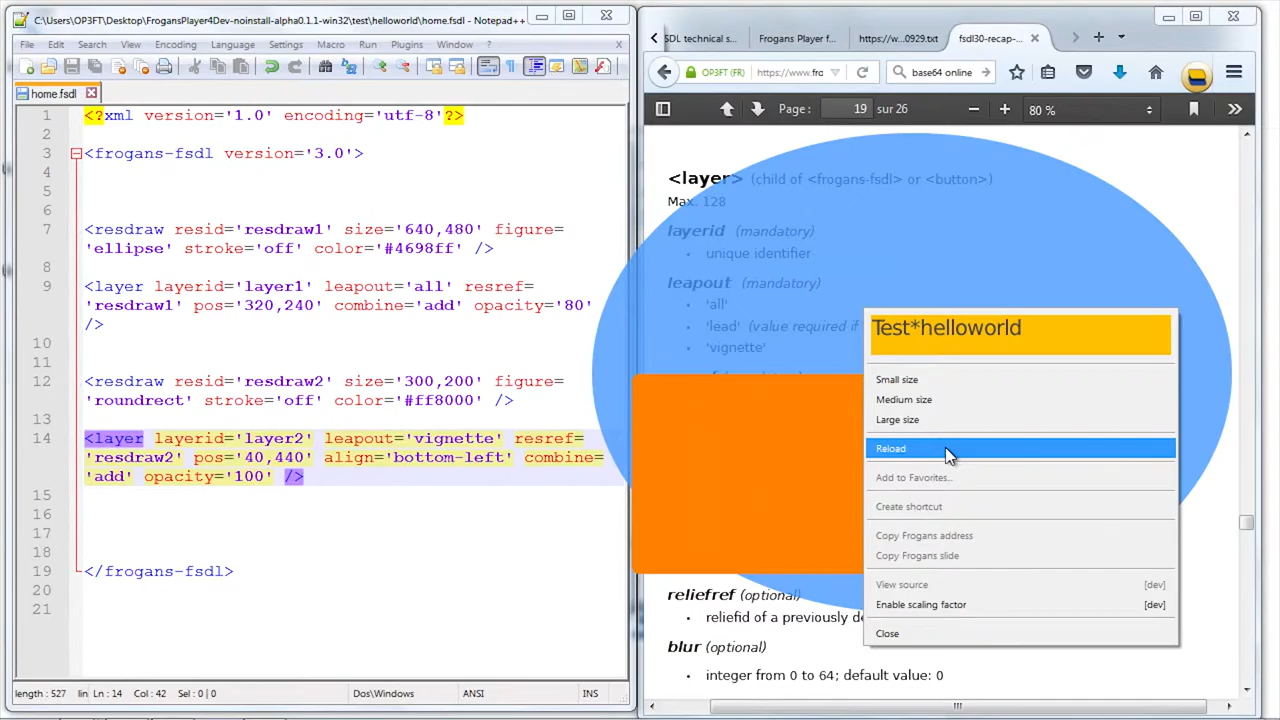 C:\Users\OP3FT\Desktop\FrogansPlayer4Dev-noinstall-alpha0.1.1-win32\test\helloworld\home.fsdl - Notepad++
File Edit Search View Encoding Language Settings Macro Run Plugins Window ? X
home fsdl
1 <?xml version='1.0' encoding='utf-8'?>
2
3 <frogans-fsdl version='3.0'>
4
5
6
7 <resdraw resid='resdraw1' size='640,480' figure=
'ellipse' stroke='off' color='#4698ff' />
8
9 <layer layerid='layer1' leapout='all' resref=
'resdraw1' pos='320,240' combine='add' opacity='80'
/>
10
11
12 <resdraw resid='resdraw2' size='300,200' figure=
'roundrect' stroke='off' color='#ff8000' />
13
14 <layer layerid='layer2' leapout='vignette' resref=
'resdraw2' pos='40,440' align='bottom-left' combine=
'add' opacity='100' />
15
16
17
18
19 </frogans-fsdl>
20
21
length : 527 lin Ln : 14 Col : 42 Sel : 0 | 0 Dos\Windows ANSI INS
SDL technical s... Frogans Player f... https://w...0929.txt fsdl30-recap-...
OP3FT (FR) https://www.fro base64 online
Page : 19 sur 26 80 %
<layer> (child of <frogans-fsdl> or <button>)
Max. 128
layerid (mandatory)
• unique identifier
leapout (mandatory)
• 'all'
• 'lead' (value required if
• 'vignette'
Test*helloworld
Small size
Medium size
Large size
Reload
Add to Favorites...
Create shortcut
Copy Frogans address
Copy Frogans slide
View source [dev]
Enable scaling factor [dev]
Close
reliefref (optional)
• reliefid of a previously de
blur (optional)
• integer from 0 to 64; default value: 0